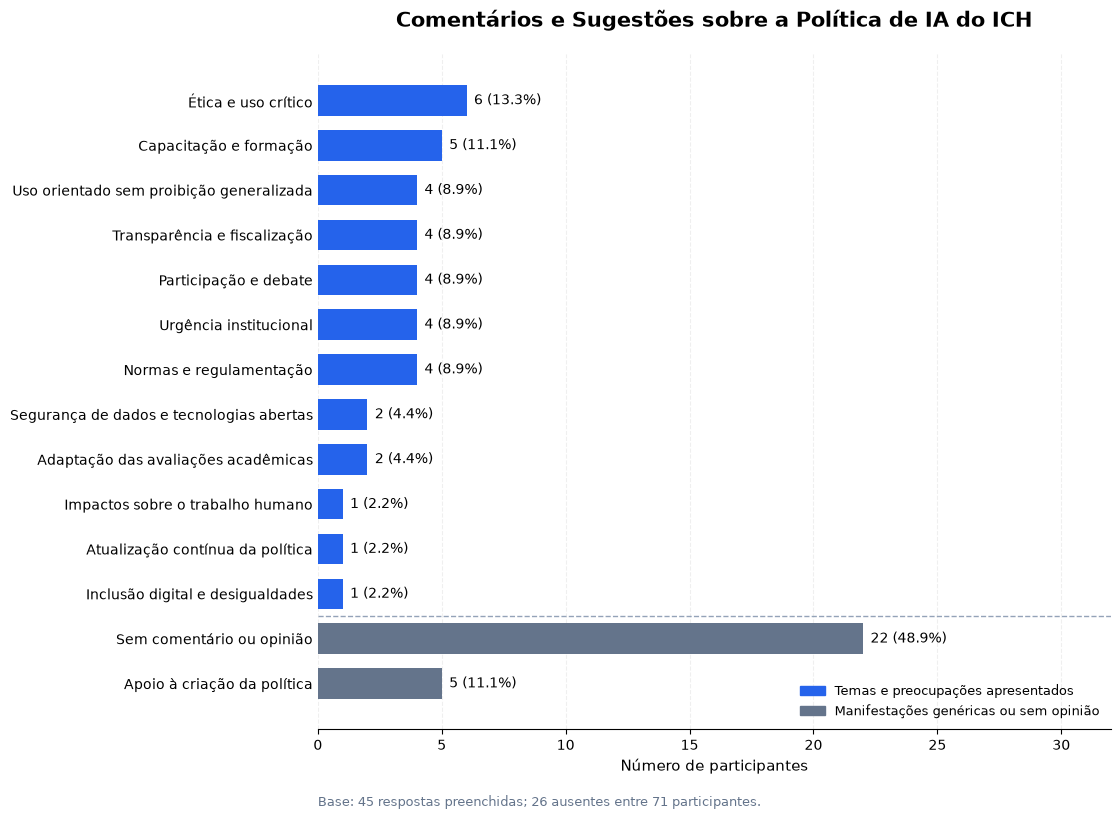 Comentários e Sugestões sobre a Política de IA do ICH
Ética e uso crítico 6 (13.3%)
Capacitação e formação 5 (11.1%)
Uso orientado sem proibição generalizada 4 (8.9%)
Transparência e fiscalização 4 (8.9%)
Participação e debate 4 (8.9%)
Urgência institucional 4 (8.9%)
Normas e regulamentação 4 (8.9%)
Segurança de dados e tecnologias abertas 2 (4.4%)
Adaptação das avaliações acadêmicas 2 (4.4%)
Impactos sobre o trabalho humano 1 (2.2%)
Atualização contínua da política 1 (2.2%)
Inclusão digital e desigualdades 1 (2.2%)
Sem comentário ou opinião 22 (48.9%)
Apoio à criação da política 5 (11.1%)
Temas e preocupações apresentados
Manifestações genéricas ou sem opinião
0 5 10 15 20 25 30
Número de participantes
Base: 45 respostas preenchidas; 26 ausentes entre 71 participantes.